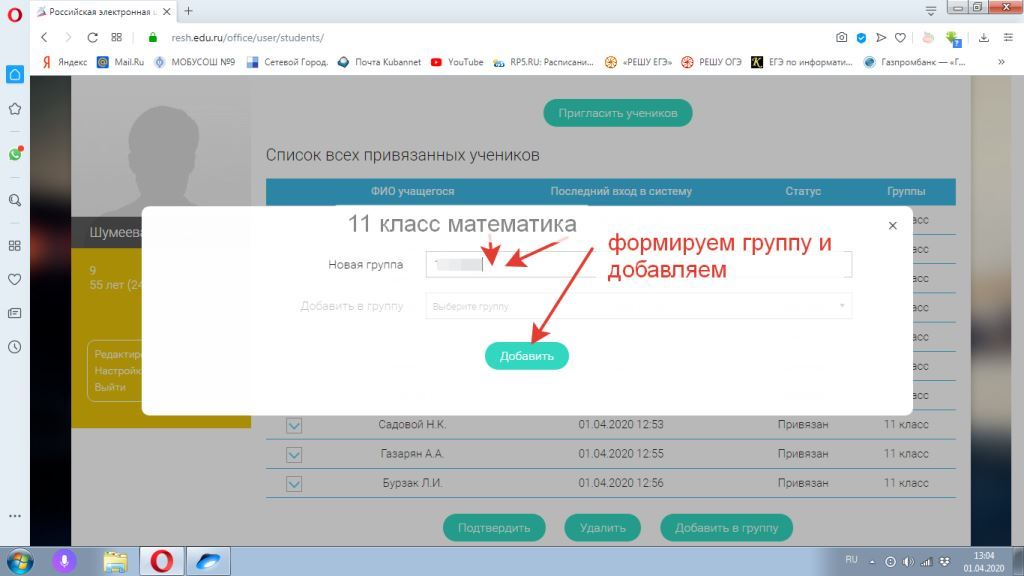 Российская электронная ш
resh.edu.ru/office/user/students/
Яндекс
Mail.Ru
МОБУСОШ №9
Сетевой Город.
Почта Kubannet
YouTube
RP5.RU: Расписани...
«РЕШУ ЕГЭ»
РЕШУ ОГЭ
ЕГЭ по информати...
Газпромбанк — «Г...
»
Пригласить учеников
Список всех привязанных учеников
ФИО учащегося Последний вход в систему Статус Группы
Шумеева
9
55 лет (24
Редактиро
Настройк
Выйти
11 класс математика
формируем группу и
добавляем
Новая группа
Добавить в группу
Выберите группу
Добавить
Садовой Н.К. 01.04.2020 12:53 Привязан 11 класс
Газарян А.А. 01.04.2020 12:55 Привязан 11 класс
Бурзак Л.И. 01.04.2020 12:56 Привязан 11 класс
Подтвердить
Удалить
Добавить в группу
RU
13:04
01.04.2020